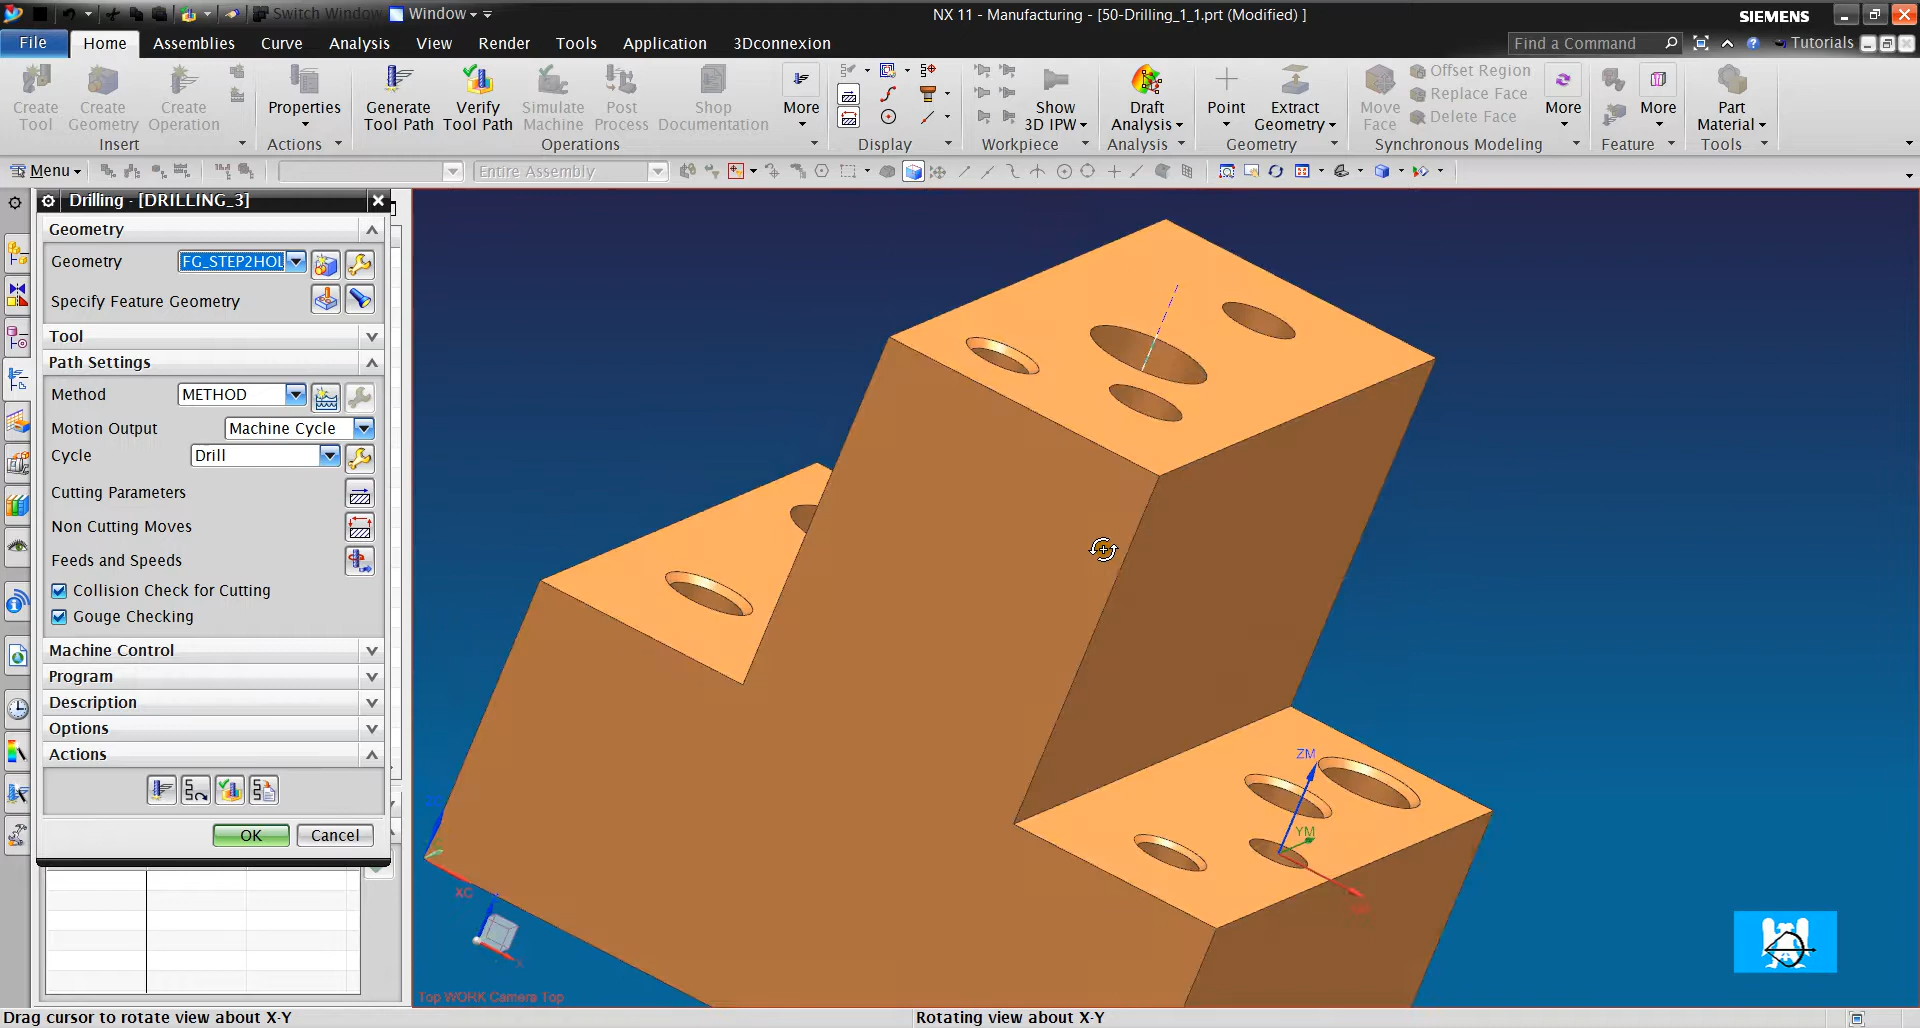 Switch Window Window
NX 11 - Manufacturing - [50-Drilling_1_1.prt (Modified) ]
SIEMENS
File Home Assemblies Curve Analysis View Render Tools Application 3Dconnexion
Find a Command
Tutorials
Create Tool
Create Geometry
Create Operation
Insert
Properties
Actions
Generate Tool Path
Verify Tool Path
Simulate Machine
Post Process
Shop Documentation
More
Operations
Display
Show 3D IPW
Workpiece
Draft Analysis
Analysis
Point
Extract Geometry
Geometry
Move Face
Offset Region
Replace Face
Delete Face
More
Synchronous Modeling
More
Feature
Part Material
Tools
Menu
Entire Assembly
Drilling - [DRILLING_3]
Geometry
Geometry FG_STEP2HOL
Specify Feature Geometry
Tool
Path Settings
Method METHOD
Motion Output Machine Cycle
Cycle Drill
Cutting Parameters
Non Cutting Moves
Feeds and Speeds
Collision Check for Cutting
Gouge Checking
Machine Control
Program
Description
Options
Actions
OK Cancel
ZM
YM
ZC
XC
Top WORK Camera Top
Drag cursor to rotate view about X-Y
Rotating view about X-Y